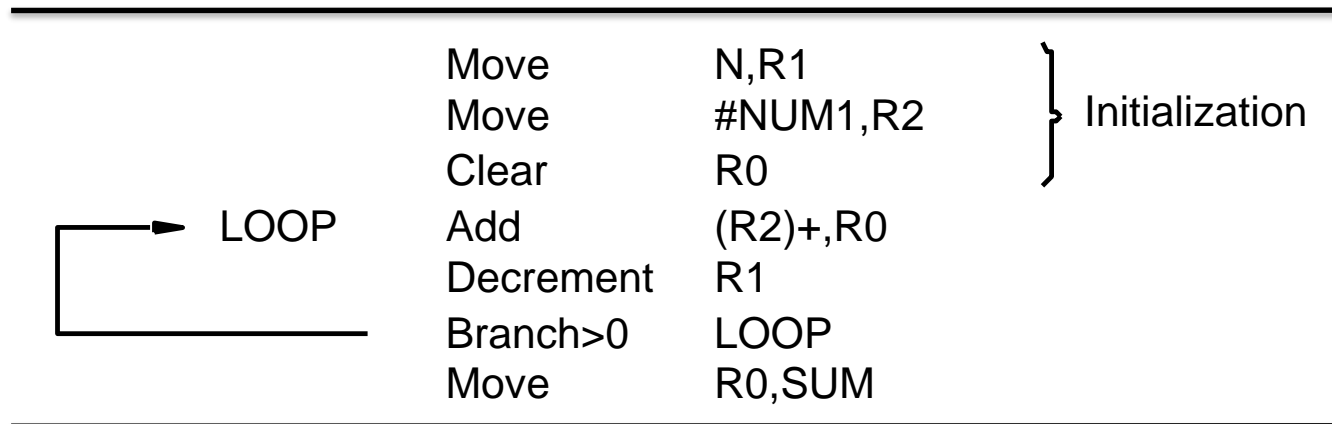 Move N,R1
Move #NUM1,R2 Initialization
Clear R0
LOOP Add (R2)+,R0
Decrement R1
Branch>0 LOOP
Move R0,SUM